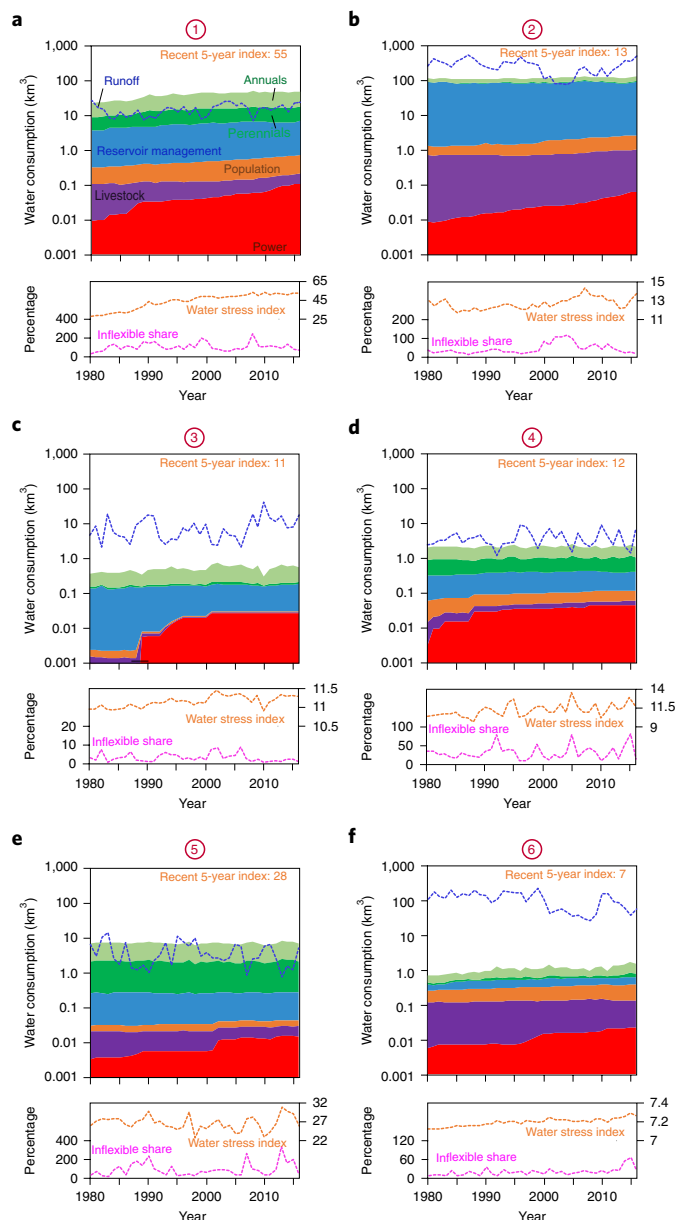 a
1
Water consumption (km3)
1,000
100
10
1.0
0.1
0.01
0.001
Recent 5-year index: 55
Runoff
Annuals
Perennials
Reservoir management
Population
Livestock
Power
Percentage
400
200
0
65
45
25
Water stress index
Inflexible share
1980 1990 2000 2010
Year
b
2
Water consumption (km3)
1,000
100
10
1.0
0.1
0.01
0.001
Recent 5-year index: 13
Percentage
200
100
0
15
13
11
Water stress index
Inflexible share
1980 1990 2000 2010
Year
c
3
Water consumption (km3)
1,000
100
10
1.0
0.1
0.01
0.001
Recent 5-year index: 11
Percentage
20
10
0
11.5
11
10.5
Water stress index
Inflexible share
1980 1990 2000 2010
Year
d
4
Water consumption (km3)
1,000
100
10
1.0
0.1
0.01
0.001
Recent 5-year index: 12
Percentage
100
50
0
14
11.5
9
Water stress index
Inflexible share
1980 1990 2000 2010
Year
e
5
Water consumption (km3)
1,000
100
10
1.0
0.1
0.01
0.001
Recent 5-year index: 28
Percentage
400
200
0
32
27
22
Water stress index
Inflexible share
1980 1990 2000 2010
Year
f
6
Water consumption (km3)
1,000
100
10
1.0
0.1
0.01
0.001
Recent 5-year index: 7
Percentage
120
60
0
7.4
7.2
7
Water stress index
Inflexible share
1980 1990 2000 2010
Year